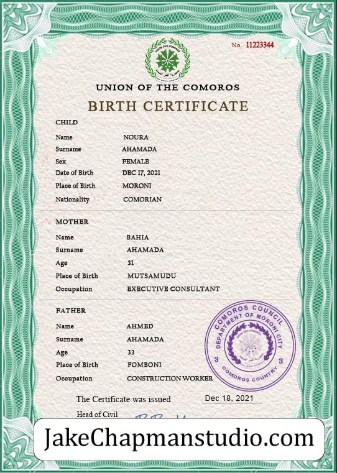 No. 11223344
UNION OF THE COMOROS
BIRTH CERTIFICATE
CHILD
Name NOURA
Surname AHAMADA
Sex FEMALE
Date of Birth DEC 17, 2021
Place of Birth MORONI
Nationality COMORIAN
MOTHER
Name BAHIA
Surname AHAMADA
Age 31
Place of Birth MUTSAMUDU
Occupation EXECUTIVE CONSULTANT
FATHER
Name AHMED
Surname AHAMADA
Age 33
Place of Birth FOMBONI
Occupation CONSTRUCTION WORKER
COMOROS COUNCIL
DEPARTMENT OF MORONI CITY
3 3
COMOROS COUNTRY
The Certificate was issued Dec 18, 2021
Head of Civil
JakeChapmanstudio.com